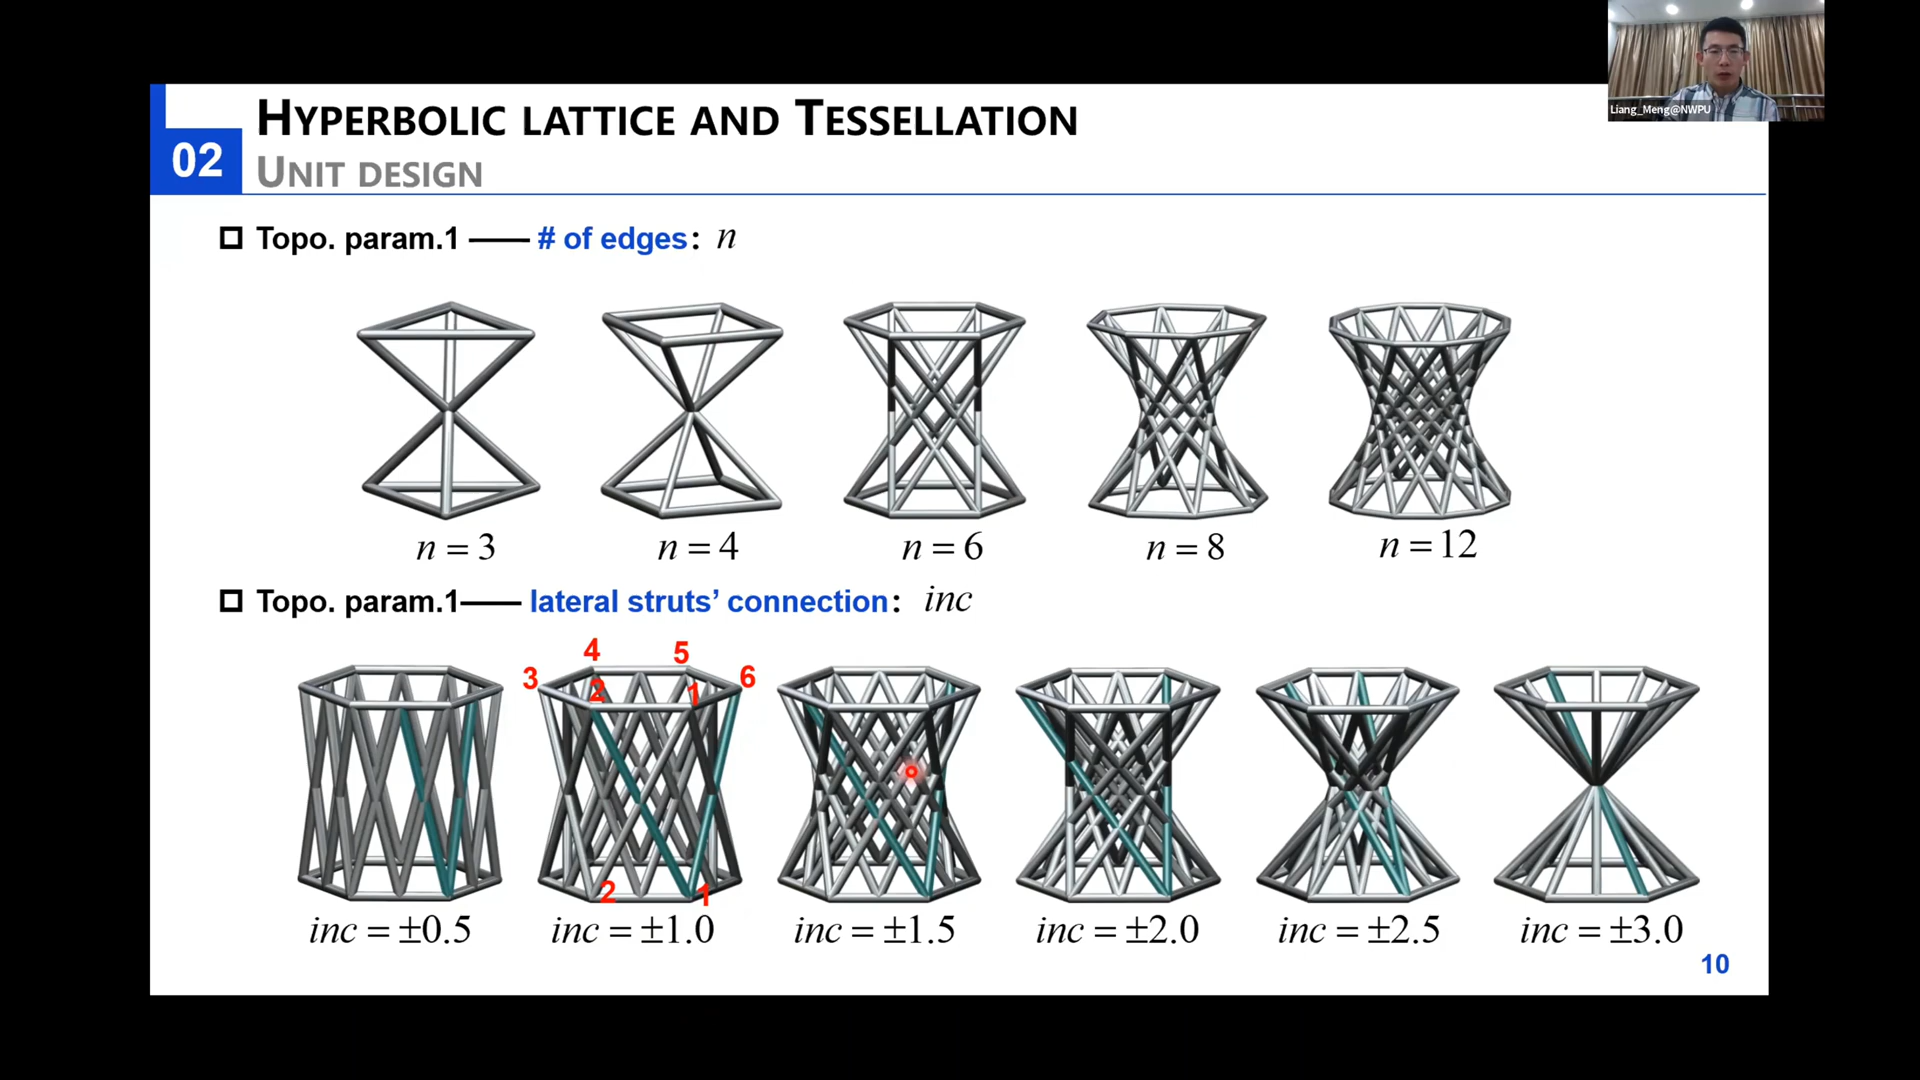 Liang_Meng@NWPU
HYPERBOLIC LATTICE AND TESSELLATION
02
UNIT DESIGN
Topo. param.1 —— # of edges: n
n = 3
n = 4
n = 6
n = 8
n = 12
Topo. param.1—— lateral struts' connection: inc
4
5
3
6
2
1
2
1
inc = ±0.5
inc = ±1.0
inc = ±1.5
inc = ±2.0
inc = ±2.5
inc = ±3.0
10